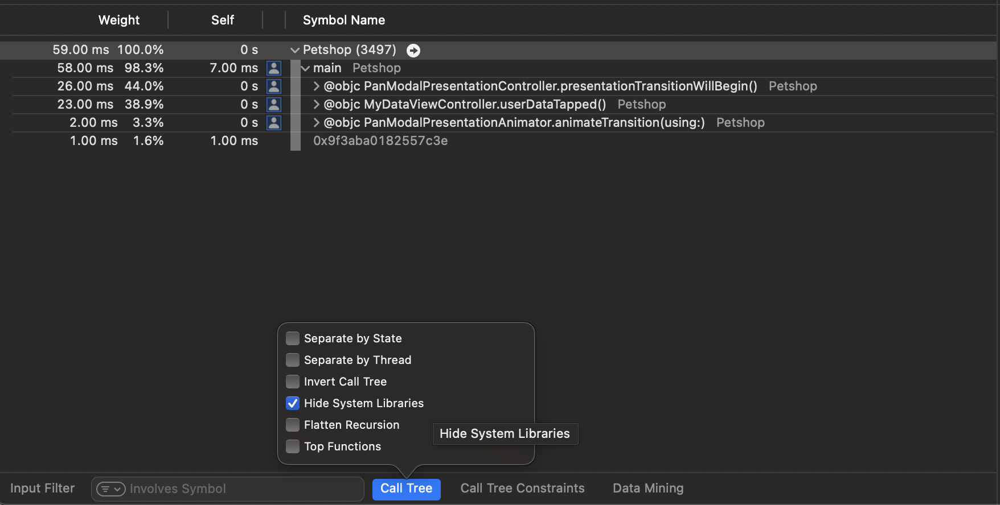 Weight Self Symbol Name
59.00 ms 100.0% 0 s Petshop (3497)
58.00 ms 98.3% 7.00 ms main Petshop
26.00 ms 44.0% 0 s @objc PanModalPresentationController.presentationTransitionWillBegin() Petshop
23.00 ms 38.9% 0 s @objc MyDataViewController.userDataTapped() Petshop
2.00 ms 3.3% 0 s @objc PanModalPresentationAnimator.animateTransition(using:) Petshop
1.00 ms 1.6% 1.00 ms 0x9f3aba0182557c3e
Separate by State
Separate by Thread
Invert Call Tree
Hide System Libraries
Flatten Recursion
Hide System Libraries
Top Functions
Input Filter Involves Symbol Call Tree Call Tree Constraints Data Mining